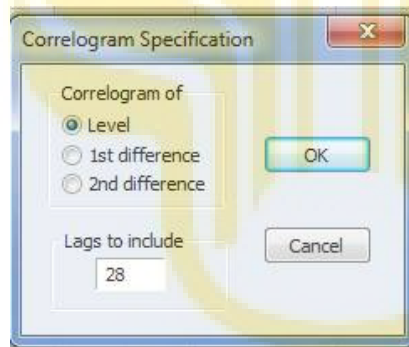 Correlogram Specification
Correlogram of
Level
1st difference
2nd difference
OK
Lags to include
28
Cancel